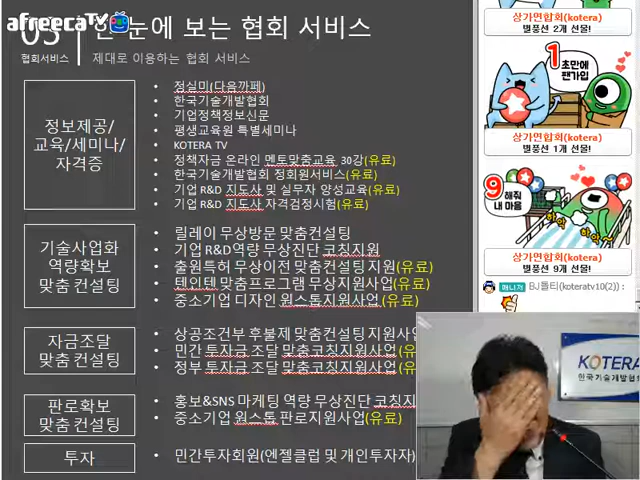 afreecaTV
03 한 눈에 보는 협회 서비스
협회서비스 제대로 이용하는 협회 서비스
정보제공/
교육/세미나/
자격증
• 정실미(다음까페)
• 한국기술개발협회
• 기업정책정보신문
• 평생교육원 특별세미나
• KOTERA TV
• 정책자금 온라인 멘토맞춤교육 30강(유료)
• 한국기술개발협회 정회원서비스(유료)
• 기업 R&D 지도사 및 실무자 양성교육(유료)
• 기업 R&D 지도사 자격검정시험(유료)
기술사업화
역량확보
맞춤 컨설팅
• 릴레이 무상방문 맞춤컨설팅
• 기업 R&D역량 무상진단 코칭지원
• 출원특허 무상이전 맞춤컨설팅지원(유료)
• 텐인텐 맞춤프로그램 무상지원사업(유료)
• 중소기업 디자인 원스톱지원사업(유료)
자금조달
맞춤 컨설팅
• 상공조건부 후불제 맞춤컨설팅 지원사업
• 민간 투자금 조달 맞춤코칭지원사업(유
• 정부 투자금 조달 맞춤코칭지원사업(유
판로확보
맞춤 컨설팅
• 홍보&SNS 마케팅 역량 무상진단 코칭지
• 중소기업 원스톱 판로지원사업(유료)
투자
• 민간투자회원(엔젤클럽 및 개인투자자)
상가면합회(kotera)
별풍선 2개 선물!
1
초만에
팬가입
상가면합회(kotera)
별풍선 1개 선물!
9
해줘
내 마음
하악~
하악~
상가면합회(kotera)
별풍선 9개 선물!
매니저 BJ똘티(koteratv10(2)) :
KOTERA
한국기술개발협